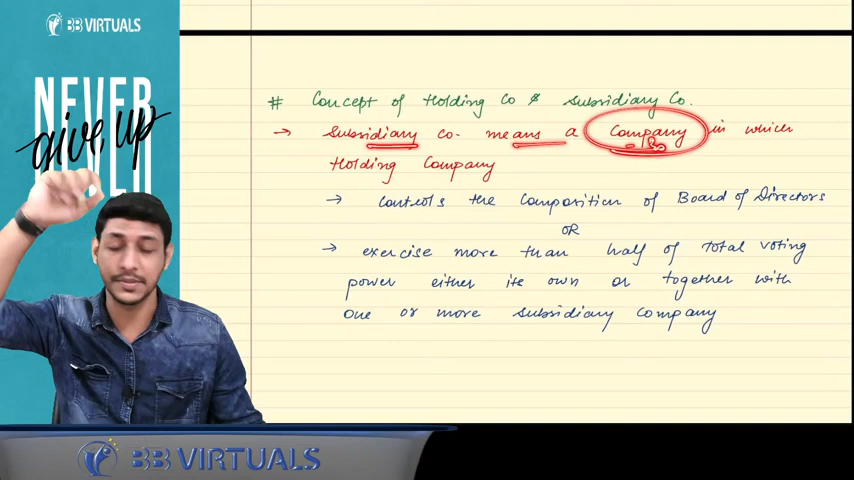 BB VIRTUALS
NEVER
give up
# Concept of Holding Co & Subsidiary Co.
→ Subsidiary co. means a Company in which
Holding Company
→ Controls the Composition of Board of Directors
OR
→ exercise more than half of total voting
power either its own or together with
one or more subsidiary company
BB VIRTUALS